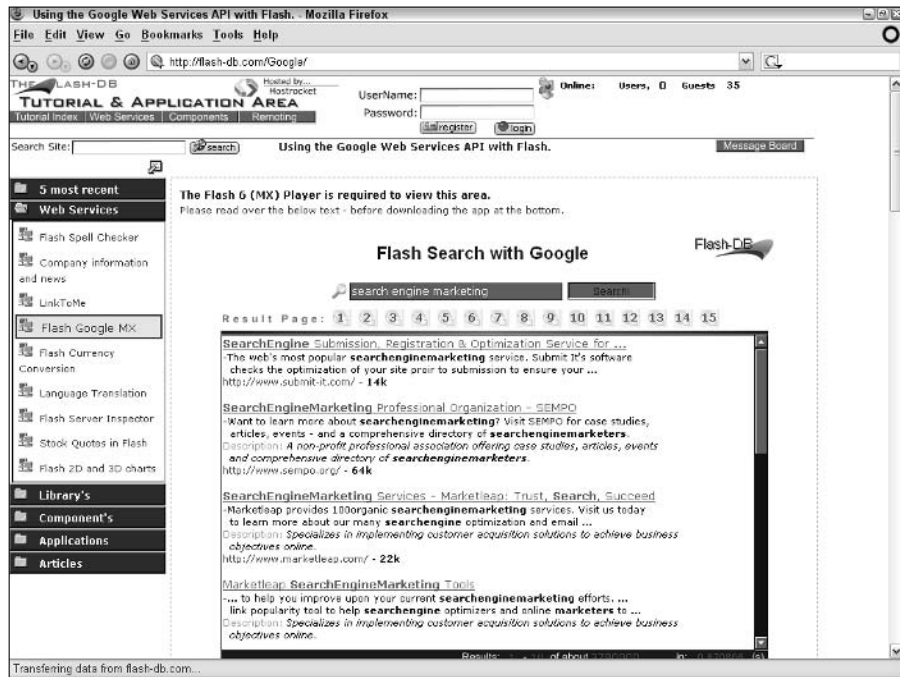 Using the Google Web Services API with Flash. - Mozilla Firefox
File Edit View Go Bookmarks Tools Help
http://flash-db.com/Google/
G
THE FLASH-DB
TUTORIAL & APPLICATION AREA
Hosted by...
Hostrocket
Tutorial Index | Web Services | Components | Remoting
UserName:
Password:
register login
Online: Users, 0 Guests 35
Search Site: search
Using the Google Web Services API with Flash.
Message Board
5 most recent
Web Services
Flash Spell Checker
Company information and news
LinkToMe
Flash Google MX
Flash Currency Conversion
Language Translation
Flash Server Inspector
Stock Quotes in Flash
Flash 2D and 3D charts
Library's
Component's
Applications
Articles
The Flash 6 (MX) Player is required to view this area.
Please read over the below text - before downloading the app at the bottom.
Flash Search with Google
Flash-DB
search engine marketing Search!
Result Page: 1 2 3 4 5 6 7 8 9 10 11 12 13 14 15
SearchEngine Submission, Registration & Optimization Service for ...
-The web's most popular searchenginemarketing service. Submit It's software
checks the optimization of your site proir to submission to ensure your ...
http://www.submit-it.com/ - 14k
SearchEngineMarketing Professional Organization - SEMPO
-Want to learn more about searchenginemarketing? Visit SEMPO for case studies,
articles, events - and a comprehensive directory of searchenginemarketers.
Description: A non-profit professional association offering case studies, articles, events
and comprehensive directory of searchenginemarketers.
http://www.sempo.org/ - 64k
SearchEngineMarketing Services - Marketleap: Trust, Search, Succeed
-Marketleap provides 100organic searchenginemarketing services. Visit us today
to learn more about our many searchengine optimization and email ...
Description: Specializes in implementing customer acquisition solutions to achieve business
objectives online.
http://www.marketleap.com/ - 22k
Marketleap SearchEngineMarketing Tools
-... to help you improve upon your current searchenginemarketing efforts. ...
link popularity tool to help searchengine optimizers and online marketers to ...
Description: Specializes in implementing customer acquisition solutions to achieve business
objectives online.
Results: 1 - 10 of about in: (s)
Transferring data from flash-db.com...